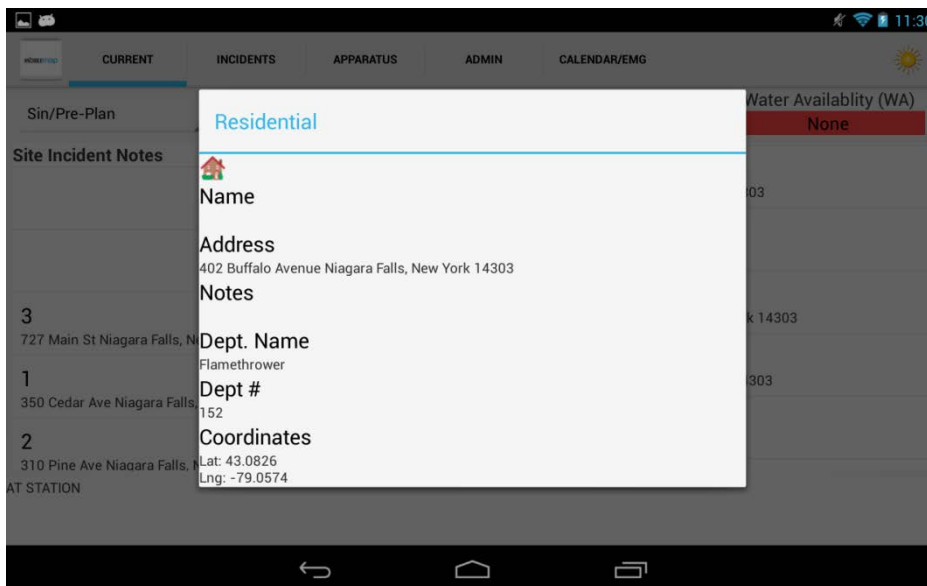 11:30
CURRENT
INCIDENTS
APPARATUS
ADMIN
CALENDAR/EMG
Sin/Pre-Plan
Water Availablity (WA)
None
Site Incident Notes
Residential
Name
Address
402 Buffalo Avenue Niagara Falls, New York 14303
Notes
Dept. Name
Flamethrower
Dept #
152
Coordinates
Lat: 43.0826
Lng: -79.0574
3
727 Main St Niagara Falls, N
1
350 Cedar Ave Niagara Falls,
2
310 Pine Ave Niagara Falls,
AT STATION
303
k 14303
303